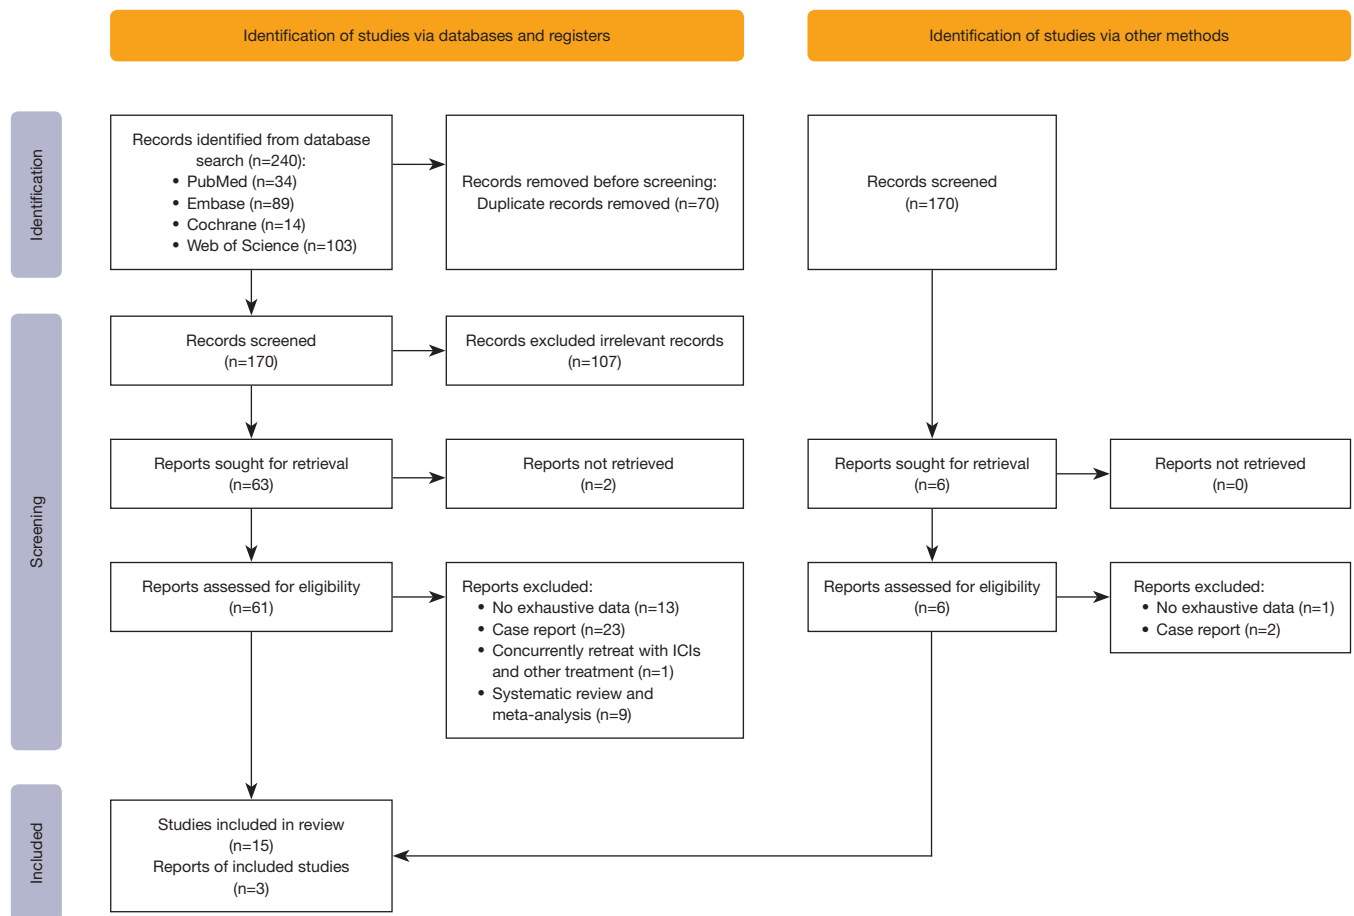 Identification of studies via databases and registers
Identification of studies via other methods
Identification
Records identified from database
search (n=240):
• PubMed (n=34)
• Embase (n=89)
• Cochrane (n=14)
• Web of Science (n=103)
Records removed before screening:
Duplicate records removed (n=70)
Records screened
(n=170)
Screening
Records screened
(n=170)
Records excluded irrelevant records
(n=107)
Reports sought for retrieval
(n=63)
Reports not retrieved
(n=2)
Reports sought for retrieval
(n=6)
Reports not retrieved
(n=0)
Reports assessed for eligibility
(n=61)
Reports excluded:
• No exhaustive data (n=13)
• Case report (n=23)
• Concurrently retreat with ICIs
and other treatment (n=1)
• Systematic review and
meta-analysis (n=9)
Reports assessed for eligibility
(n=6)
Reports excluded:
• No exhaustive data (n=1)
• Case report (n=2)
Included
Studies included in review
(n=15)
Reports of included studies
(n=3)